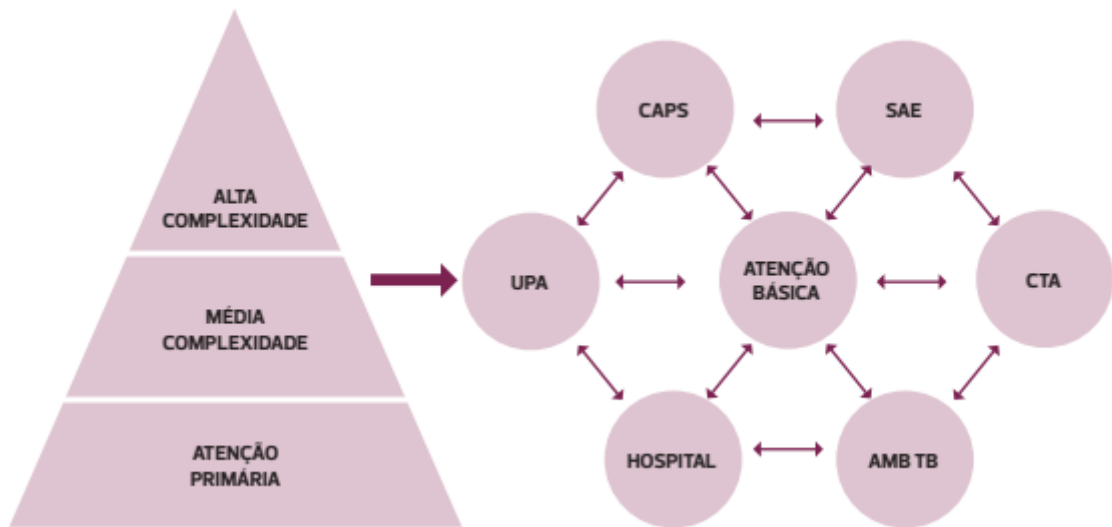 ALTA
COMPLEXIDADE
MÉDIA
COMPLEXIDADE
ATENÇÃO
PRIMÁRIA
CAPS
SAE
UPA
ATENÇÃO
BÁSICA
CTA
HOSPITAL
AMB TB